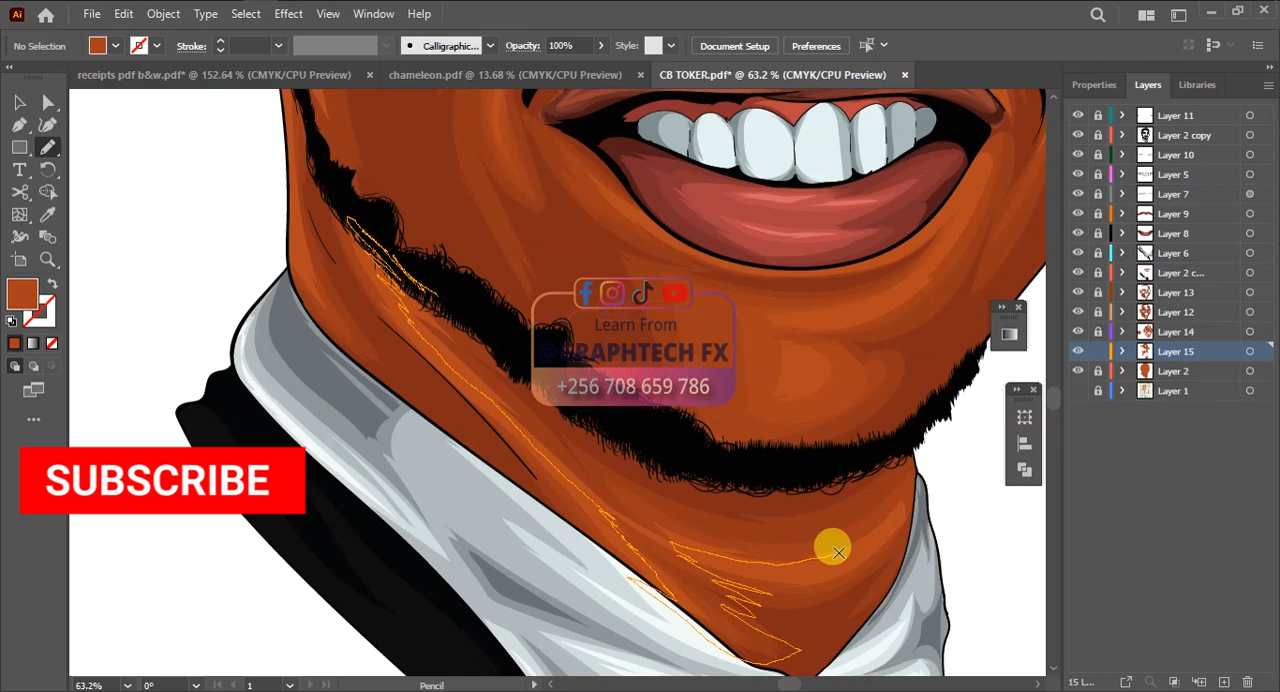 Ai File Edit Object Type Select Effect View Window Help
No Selection Stroke: Calligraphic... Opacity: 100% Style: Document Setup Preferences
receipts pdf b&w.pdf* @ 152.64 % (CMYK/CPU Preview) × chameleon.pdf @ 13.68 % (CMYK/CPU Preview) × CB TOKER.pdf* @ 63.2 % (CMYK/CPU Preview) ×
Properties Layers Libraries
Layer 11
Layer 2 copy
Layer 10
Layer 5
Layer 7
Layer 9
Layer 8
Layer 6
Layer 2 c...
Layer 13
Layer 12
Layer 14
Layer 15
Layer 2
Layer 1
Learn From
@GRAPHTECH FX
+256 708 659 786
SUBSCRIBE
63.2% 0° 1 Pencil 15 L...